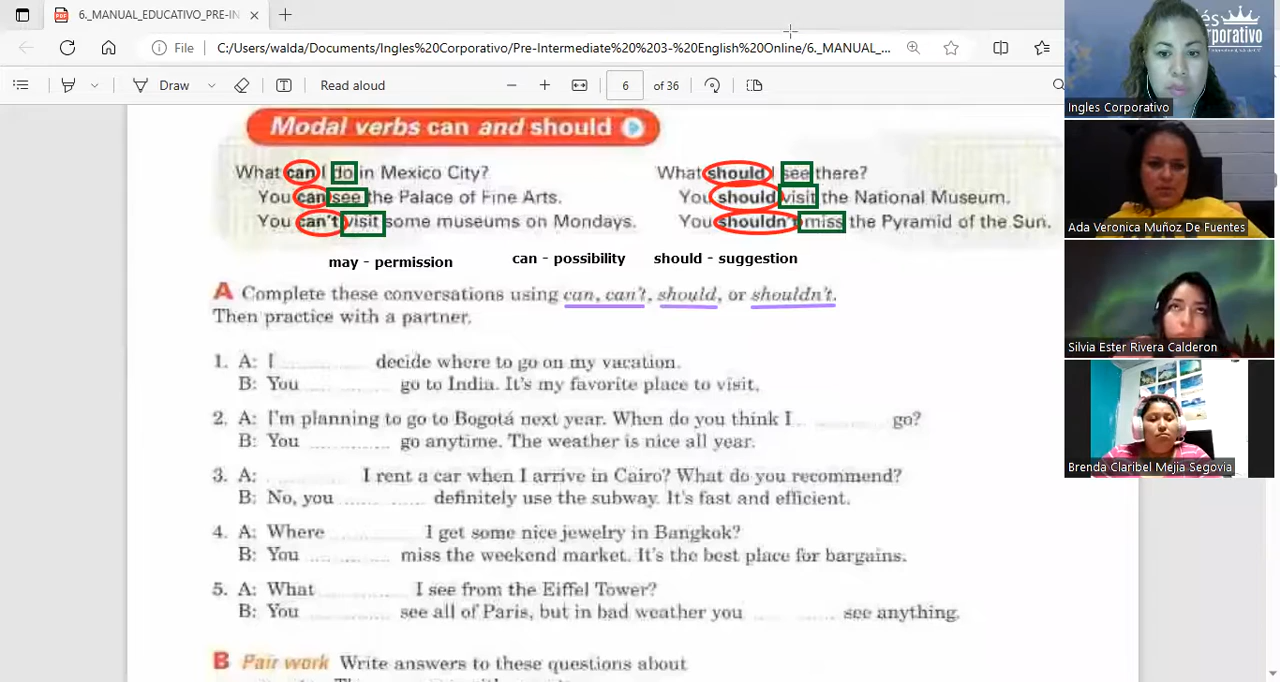 6._MANUAL_EDUCATIVO_PRE-IN
File
C:/Users/walda/Documents/Ingles%20Corporativo/Pre-Intermediate%20%203-%20English%20Online/6._MANUAL_...
Draw
Read aloud
6 of 36
Modal verbs can and should
What can I do in Mexico City?
You can see the Palace of Fine Arts.
You can't visit some museums on Mondays.
What should I see there?
You should visit the National Museum.
You shouldn't miss the Pyramid of the Sun.
may - permission
can - possibility
should - suggestion
A Complete these conversations using can, can't, should, or shouldn't.
Then practice with a partner.
1. A: I decide where to go on my vacation.
B: You go to India. It's my favorite place to visit.
2. A: I'm planning to go to Bogotá next year. When do you think I go?
B: You go anytime. The weather is nice all year.
3. A: I rent a car when I arrive in Cairo? What do you recommend?
B: No, you definitely use the subway. It's fast and efficient.
4. A: Where I get some nice jewelry in Bangkok?
B: You miss the weekend market. It's the best place for bargains.
5. A: What I see from the Eiffel Tower?
B: You see all of Paris, but in bad weather you see anything.
B Pair work Write answers to these questions about
Ingles Corporativo
Ada Veronica Muñoz De Fuentes
Silvia Ester Rivera Calderon
Brenda Claribel Mejia Segovia